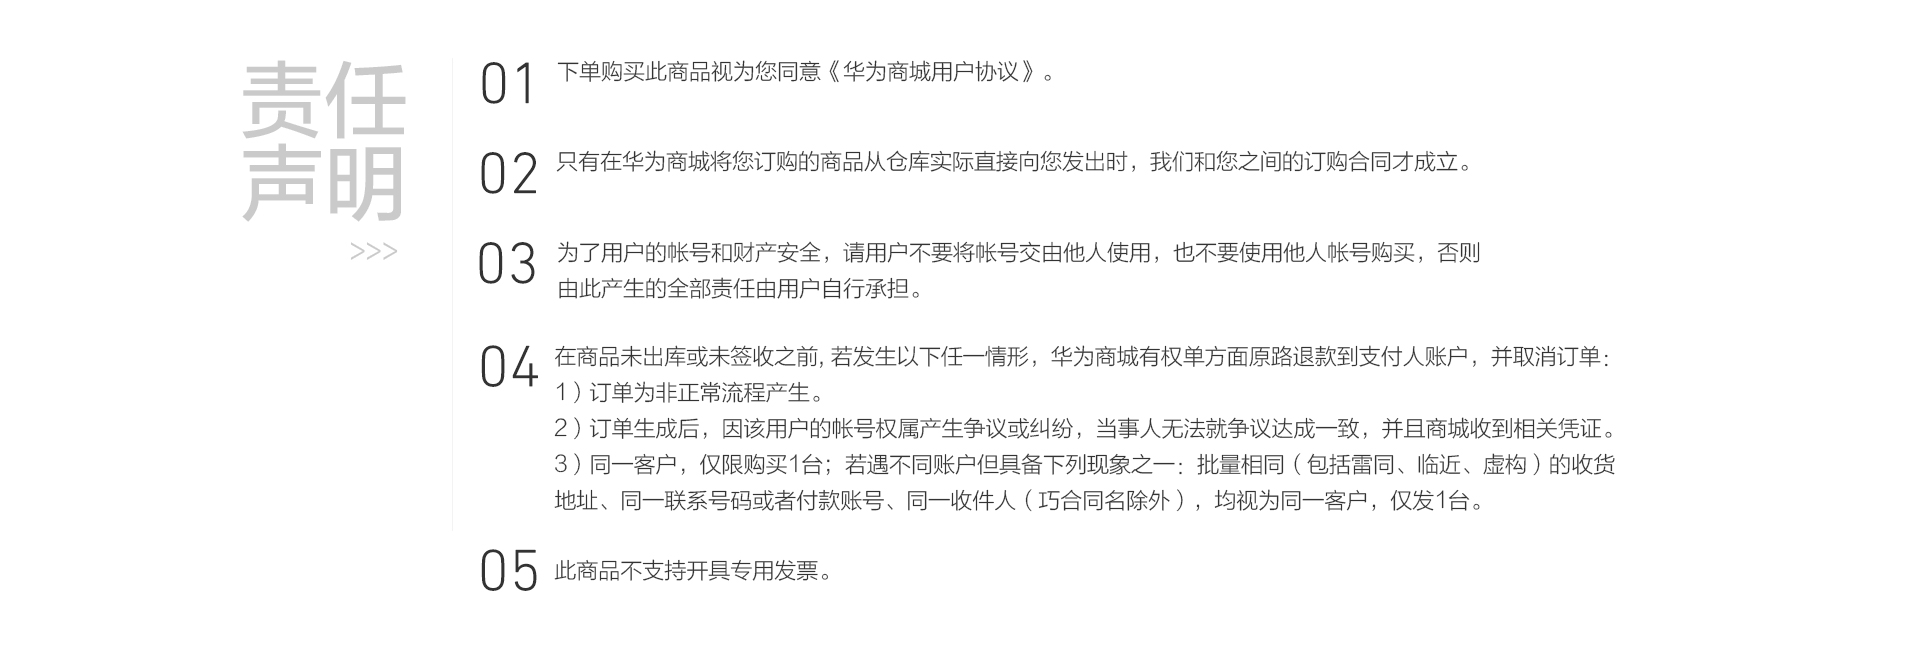 责任
声明
>>>
01 下单购买此商品视为您同意《华为商城用户协议》。
02 只有在华为商城将您订购的商品从仓库实际直接向您发出时，我们和您之间的订购合同才成立。
03 为了用户的帐号和财产安全，请用户不要将帐号交由他人使用，也不要使用他人帐号购买，否则
由此产生的全部责任由用户自行承担。
04 在商品未出库或未签收之前, 若发生以下任一情形，华为商城有权单方面原路退款到支付人账户，并取消订单：
1）订单为非正常流程产生。
2）订单生成后，因该用户的帐号权属产生争议或纠纷，当事人无法就争议达成一致，并且商城收到相关凭证。
3）同一客户，仅限购买1台；若遇不同账户但具备下列现象之一：批量相同（包括雷同、临近、虚构）的收货
地址、同一联系号码或者付款账号、同一收件人（巧合同名除外），均视为同一客户，仅发1台。
05 此商品不支持开具专用发票。